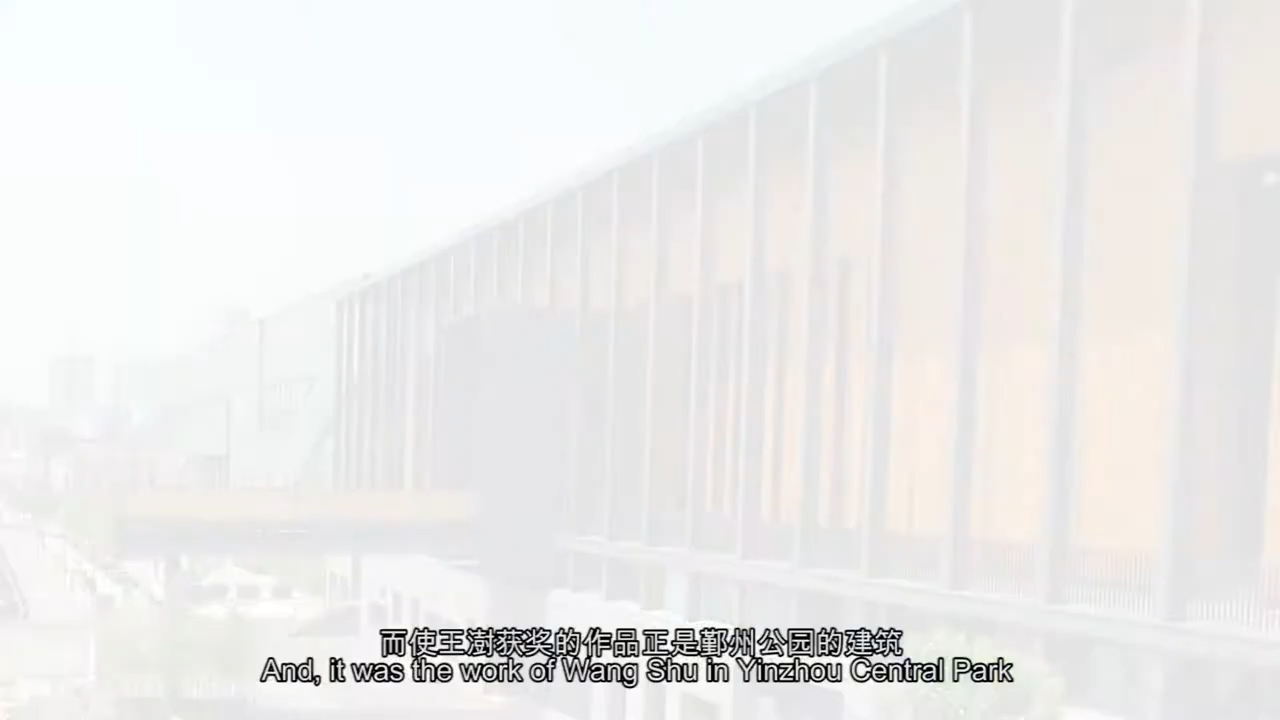 而使王澍获奖的作品正是鄞州公园的建筑
And, it was the work of Wang Shu in Yinzhou Central Park